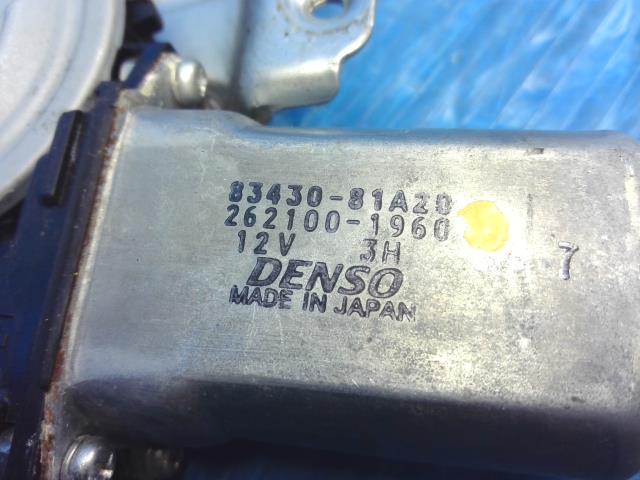 83430-81A20
262100-1960
12V 3H 7
DENSO
MADE IN JAPAN